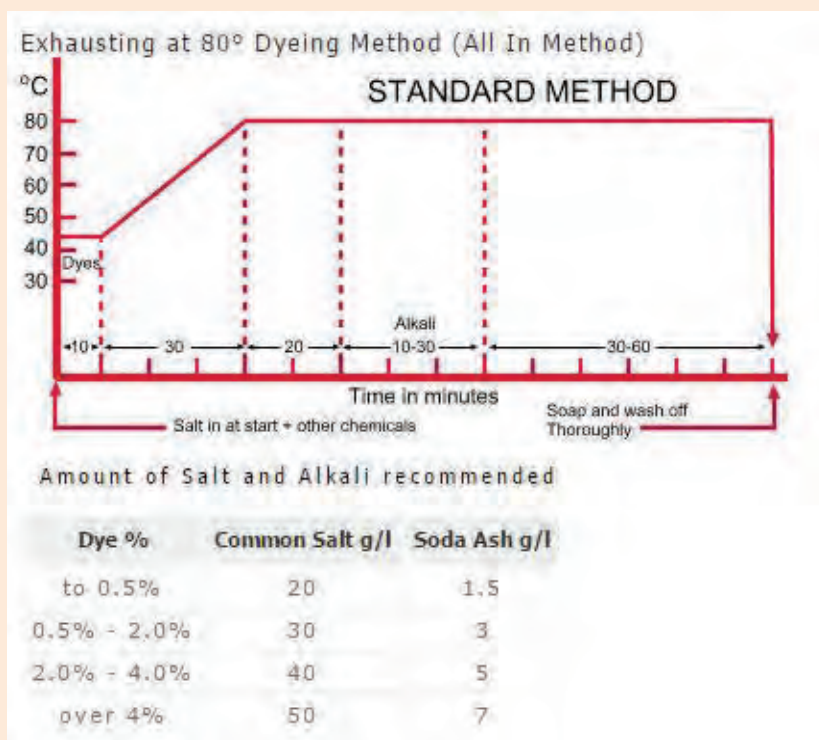 Exhausting at 80° Dyeing Method (All In Method)
°C
STANDARD METHOD
80
70
60
50
40
Dyes
30
Alkali
10 30 20 10-30 30-60
Time in minutes
Salt in at start + other chemicals
Soap and wash off
Thoroughly
Amount of Salt and Alkali recommended
Dye % Common Salt g/l Soda Ash g/l
to 0.5% 20 1.5
0.5% - 2.0% 30 3
2.0% - 4.0% 40 5
over 4% 50 7